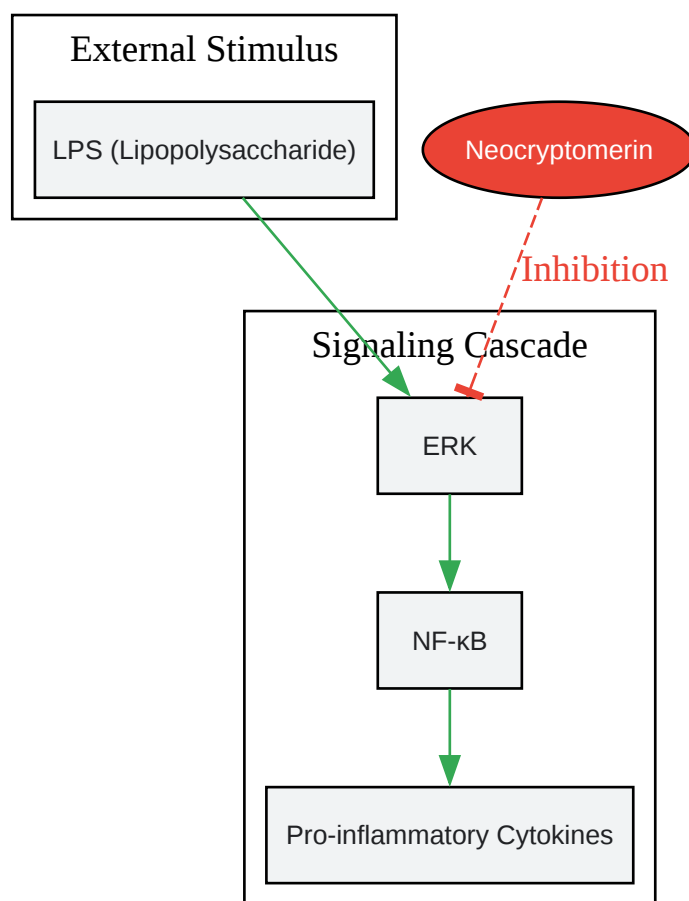 External Stimulus
LPS (Lipopolysaccharide)
Neocryptomerin
Inhibition
Signaling Cascade
ERK
NF-κB
Pro-inflammatory Cytokines